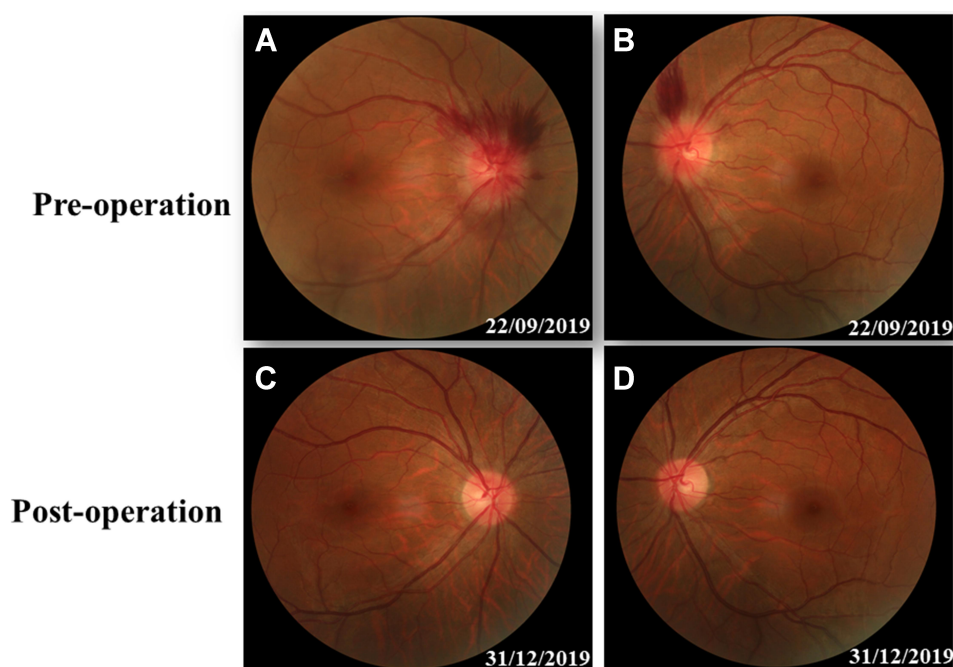 A
B
Pre-operation
22/09/2019
22/09/2019
C
D
Post-operation
31/12/2019
31/12/2019